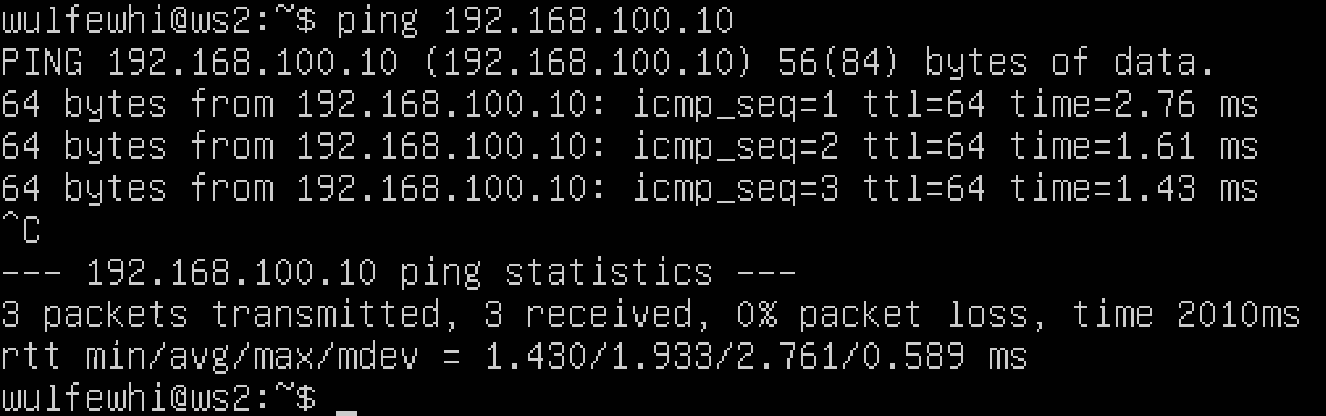 wulfewhi@ws2:~$ ping 192.168.100.10
PING 192.168.100.10 (192.168.100.10) 56(84) bytes of data.
64 bytes from 192.168.100.10: icmp_seq=1 ttl=64 time=2.76 ms
64 bytes from 192.168.100.10: icmp_seq=2 ttl=64 time=1.61 ms
64 bytes from 192.168.100.10: icmp_seq=3 ttl=64 time=1.43 ms
^C
--- 192.168.100.10 ping statistics ---
3 packets transmitted, 3 received, 0% packet loss, time 2010ms
rtt min/avg/max/mdev = 1.430/1.933/2.761/0.589 ms
wulfewhi@ws2:~$